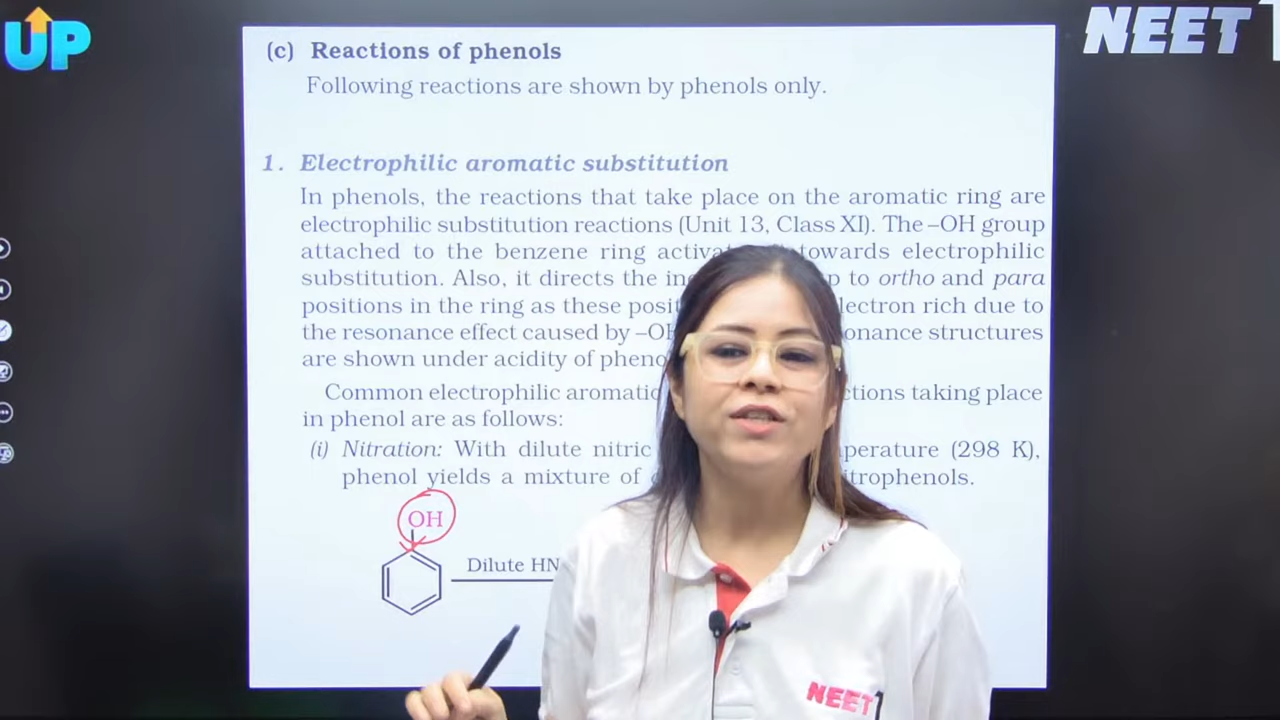 UP
NEET
(c) Reactions of phenols
Following reactions are shown by phenols only.
1. Electrophilic aromatic substitution
In phenols, the reactions that take place on the aromatic ring are
electrophilic substitution reactions (Unit 13, Class XI). The –OH group
attached to the benzene ring towards electrophilic
substitution. Also, it directs the to ortho and para
positions in the ring as these rich due to
the resonance effect caused by structures
are shown under acidity of
Common electrophilic taking place
in phenol are as follows:
(i) Nitration: With dilute nitric (298 K),
phenol yields a mixture of
OH
Dilute
NEET